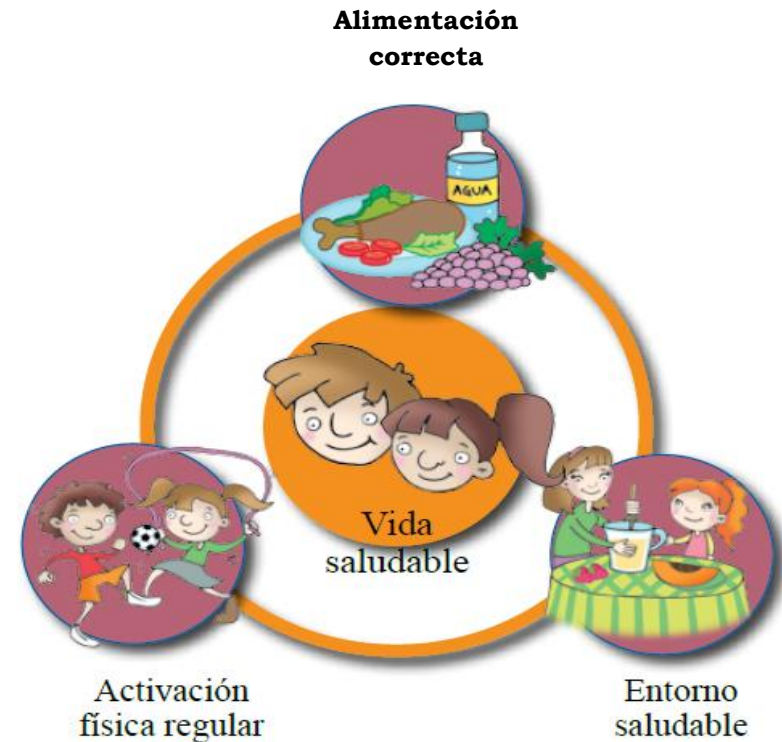 Alimentación
correcta
AGUA
Vida
saludable
Activación
física regular
Entorno
saludable